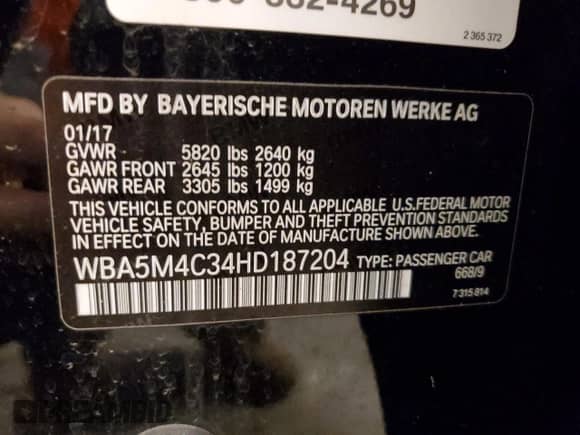 882-4269
2 365 372
MFD BY BAYERISCHE MOTOREN WERKE AG
01/17
GVWR 5820 lbs 2640 kg
GAWR FRONT 2645 lbs 1200 kg
GAWR REAR 3305 lbs 1499 kg
THIS VEHICLE CONFORMS TO ALL APPLICABLE U.S.FEDERAL MOTOR
VEHICLE SAFETY, BUMPER AND THEFT PREVENTION STANDARDS
IN EFFECT ON THE DATE OF MANUFACTURE SHOWN ABOVE.
WBA5M4C34HD187204 TYPE: PASSENGER CAR
668/9
7 315 814